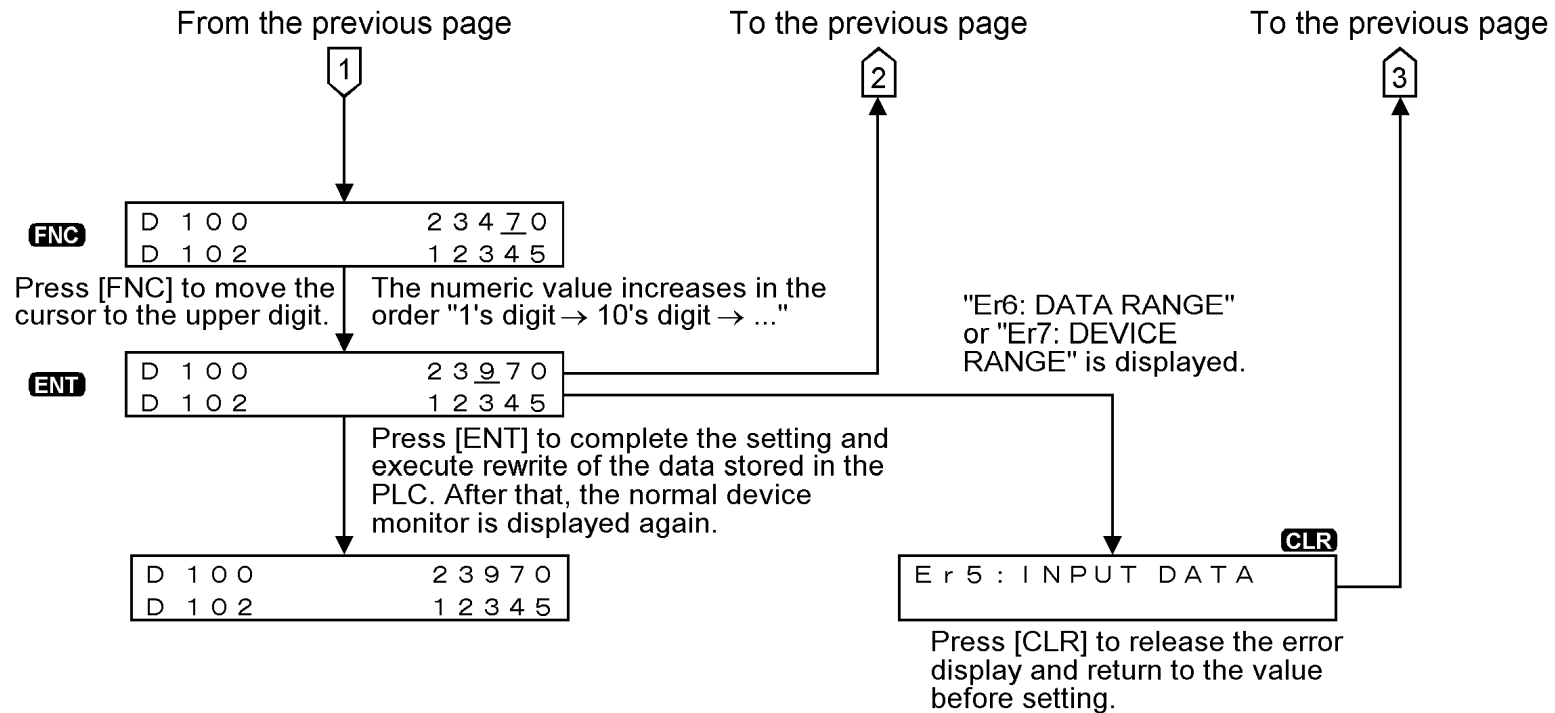 From the previous page
1
To the previous page
2
To the previous page
3
FNC
D 100 23470
D 102 12345
Press [FNC] to move the
cursor to the upper digit.
The numeric value increases in the
order "1's digit → 10's digit → ..."
ENT
D 100 23970
D 102 12345
"Er6: DATA RANGE"
or "Er7: DEVICE
RANGE" is displayed.
Press [ENT] to complete the setting and
execute rewrite of the data stored in the
PLC. After that, the normal device
monitor is displayed again.
D 100 23970
D 102 12345
CLR
Er5: INPUT DATA
Press [CLR] to release the error
display and return to the value
before setting.